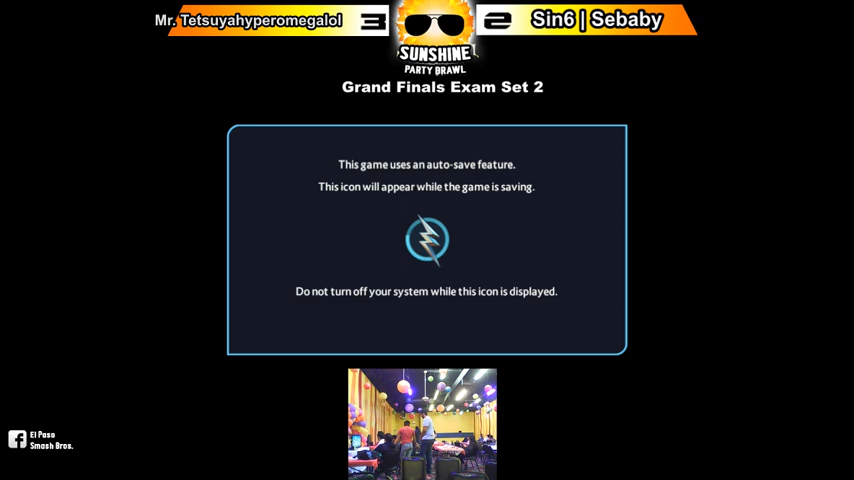 Mr. Tetsuyahyperomegalol 3 2 Sin6 | Sebaby
SUNSHINE
PARTY BRAWL
Grand Finals Exam Set 2
This game uses an auto-save feature.
This icon will appear while the game is saving.
Do not turn off your system while this icon is displayed.
El Paso
Smash Bros.